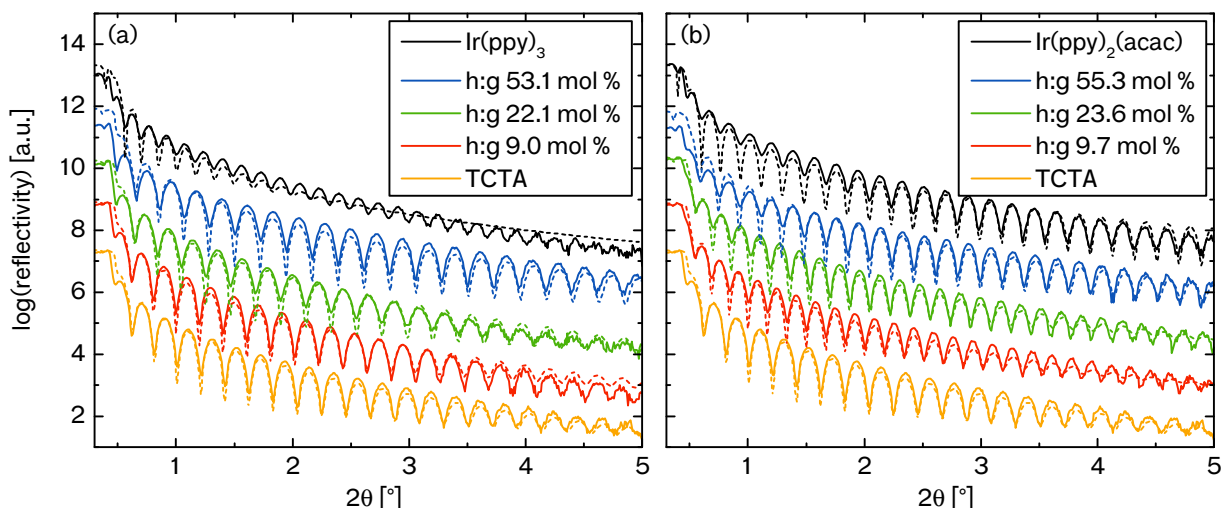 (a)
Ir(ppy)3
h:g 53.1 mol %
h:g 22.1 mol %
h:g 9.0 mol %
TCTA
(b)
Ir(ppy)2(acac)
h:g 55.3 mol %
h:g 23.6 mol %
h:g 9.7 mol %
TCTA
log(reflectivity) [a.u.]
14
12
10
8
6
4
2
1 2 3 4 5
1 2 3 4 5
2θ [°]
2θ [°]